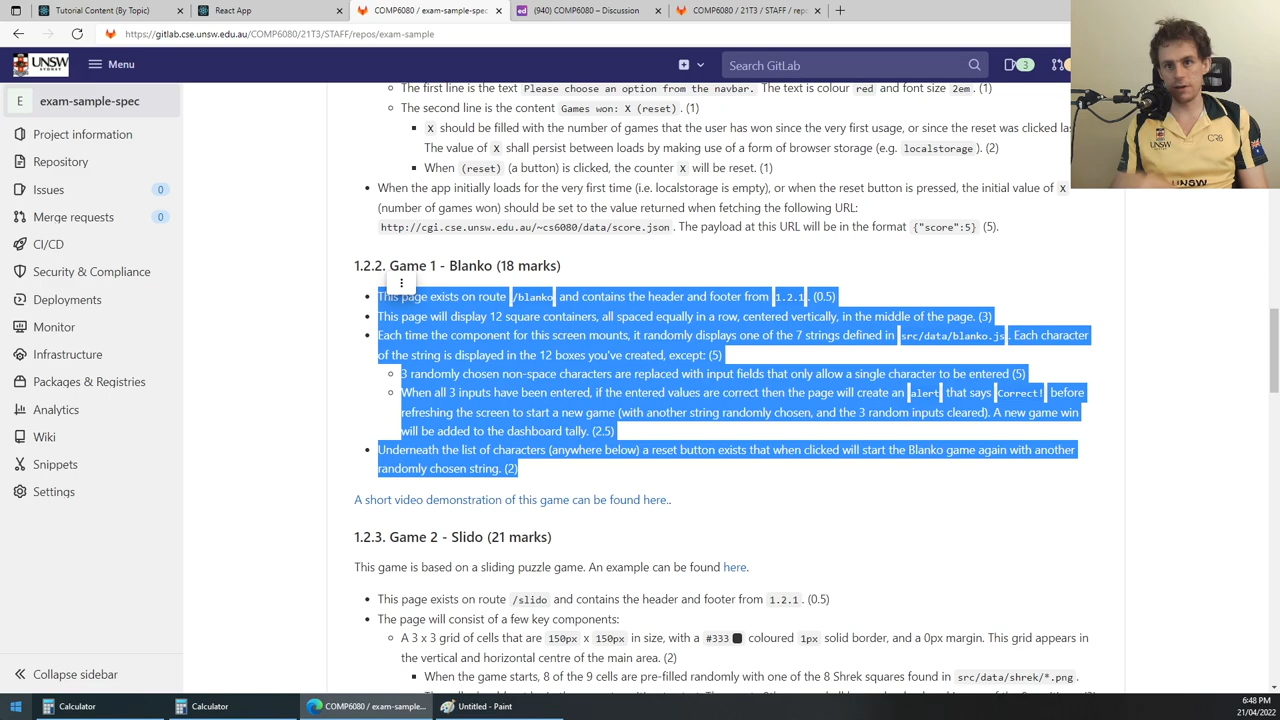 Tutorial Content (By Topic)
React App
COMP6080 / exam-sample-spec
(940) COMP6080 – Discussion
COMP6080 / 21T3 / STAFF / repo
https://gitlab.cse.unsw.edu.au/COMP6080/21T3/STAFF/repos/exam-sample
UNSW
SYDNEY
Menu
Search GitLab
3
E
exam-sample-spec
Project information
Repository
Issues
0
Merge requests
0
CI/CD
Security & Compliance
Deployments
Monitor
Infrastructure
Packages & Registries
Analytics
Wiki
Snippets
Settings
Collapse sidebar
The first line is the text Please choose an option from the navbar. The text is colour red and font size 2em. (1)
The second line is the content Games won: X (reset). (1)
X should be filled with the number of games that the user has won since the very first usage, or since the reset was clicked
The value of X shall persist between loads by making use of a form of browser storage (e.g. localstorage). (2)
When (reset) (a button) is clicked, the counter X will be reset. (1)
When the app initially loads for the very first time (i.e. localstorage is empty), or when the reset button is pressed, the initial value of X
(number of games won) should be set to the value returned when fetching the following URL:
http://cgi.cse.unsw.edu.au/~cs6080/data/score.json. The payload at this URL will be in the format {"score":5} (5).
1.2.2. Game 1 - Blanko (18 marks)
This page exists on route /blanko and contains the header and footer from 1.2.1. (0.5)
This page will display 12 square containers, all spaced equally in a row, centered vertically, in the middle of the page. (3)
Each time the component for this screen mounts, it randomly displays one of the 7 strings defined in src/data/blanko.js. Each character
of the string is displayed in the 12 boxes you've created, except: (5)
3 randomly chosen non-space characters are replaced with input fields that only allow a single character to be entered (5)
When all 3 inputs have been entered, if the entered values are correct then the page will create an alert that says Correct! before
refreshing the screen to start a new game (with another string randomly chosen, and the 3 random inputs cleared). A new game win
will be added to the dashboard tally. (2.5)
Underneath the list of characters (anywhere below) a reset button exists that when clicked will start the Blanko game again with another
randomly chosen string. (2)
A short video demonstration of this game can be found here..
1.2.3. Game 2 - Slido (21 marks)
This game is based on a sliding puzzle game. An example can be found here.
This page exists on route /slido and contains the header and footer from 1.2.1. (0.5)
The page will consist of a few key components:
A 3 x 3 grid of cells that are 150px x 150px in size, with a #333 coloured 1px solid border, and a 0px margin. This grid appears
in the vertical and horizontal centre of the main area. (2)
When the game starts, 8 of the 9 cells are pre-filled randomly with one of the 8 Shrek squares found in src/data/shrek/*.png.
UNSW
Calculator
Calculator
COMP6080 / exam-sample...
Untitled - Paint
6:48 PM
21/04/2022